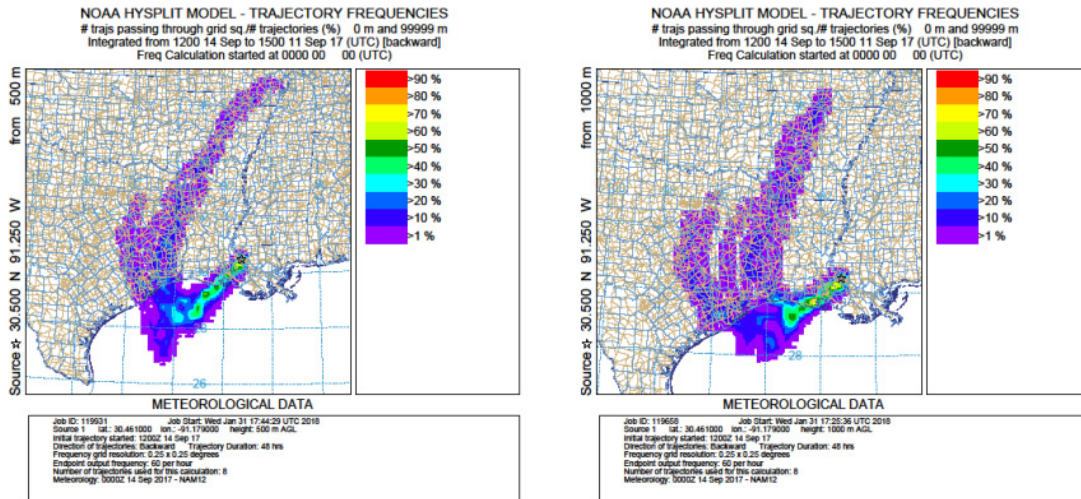 NOAA HYSPLIT MODEL - TRAJECTORY FREQUENCIES
# trajs passing through grid sq./# trajectories (%) 0 m and 99999 m
Integrated from 1200 14 Sep to 1500 11 Sep 17 (UTC) [backward]
Freq Calculation started at 0000 00 00 (UTC)
Source ☆ 30.500 N 91.250 W from 500 m
>90 %
>80 %
>70 %
>60 %
>50 %
>40 %
>30 %
>20 %
>10 %
>1 %
26
METEOROLOGICAL DATA
Job ID: 119931 Job Start: Wed Jan 31 17:44:29 UTC 2018
Source 1 lat.: 30.461000 lon.: -91.179000 height: 500 m AGL
Initial trajectory started: 1200Z 14 Sep 17
Direction of trajectories: Backward Trajectory Duration: 48 hrs
Frequency grid resolution: 0.25 x 0.25 degrees
Endpoint output frequency: 60 per hour
Number of trajectories used for this calculation: 8
Meteorology: 0000Z 14 Sep 2017 - NAM12
NOAA HYSPLIT MODEL - TRAJECTORY FREQUENCIES
# trajs passing through grid sq./# trajectories (%) 0 m and 99999 m
Integrated from 1200 14 Sep to 1500 11 Sep 17 (UTC) [backward]
Freq Calculation started at 0000 00 00 (UTC)
Source ☆ 30.500 N 91.250 W from 1000 m
>90 %
>80 %
>70 %
>60 %
>50 %
>40 %
>30 %
>20 %
>10 %
>1 %
28
METEOROLOGICAL DATA
Job ID: 119658 Job Start: Wed Jan 31 17:25:36 UTC 2018
Source 1 lat.: 30.461000 lon.: -91.179000 height: 1000 m AGL
Initial trajectory started: 1200Z 14 Sep 17
Direction of trajectories: Backward Trajectory Duration: 48 hrs
Frequency grid resolution: 0.25 x 0.25 degrees
Endpoint output frequency: 60 per hour
Number of trajectories used for this calculation: 8
Meteorology: 0000Z 14 Sep 2017 - NAM12